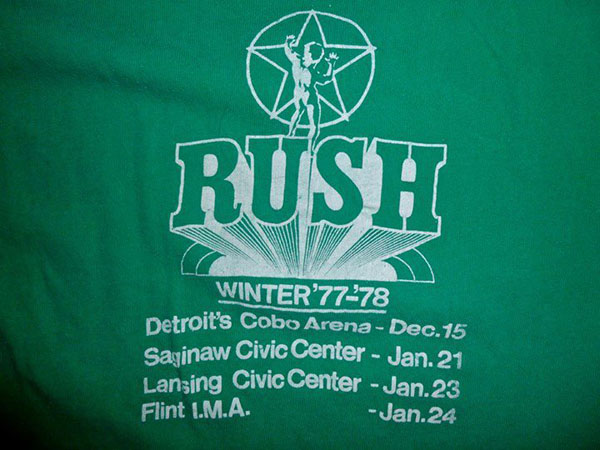 RUSH
WINTER '77-'78
Detroit's Cobo Arena - Dec. 15
Saginaw Civic Center - Jan. 21
Lansing Civic Center - Jan. 23
Flint I.M.A. - Jan. 24